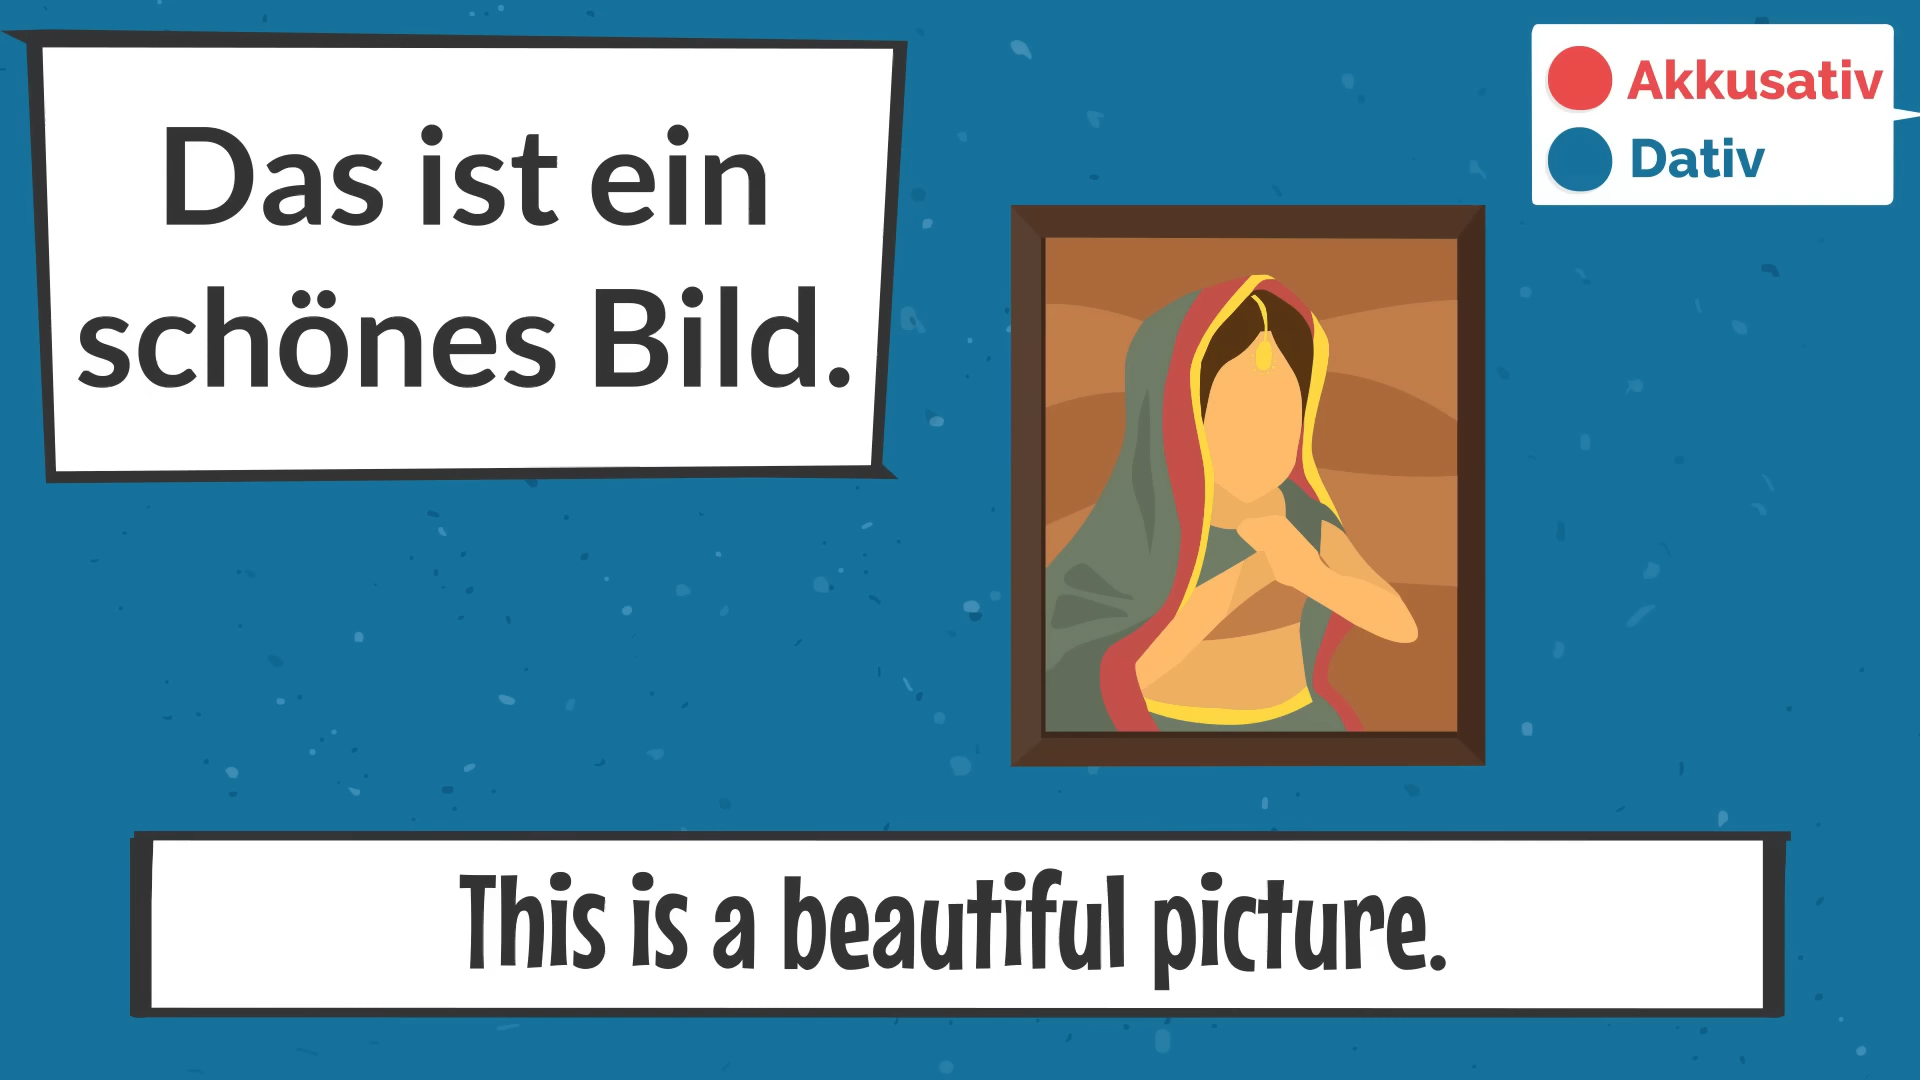 Das ist ein
schönes Bild.
Akkusativ
Dativ
This is a beautiful picture.